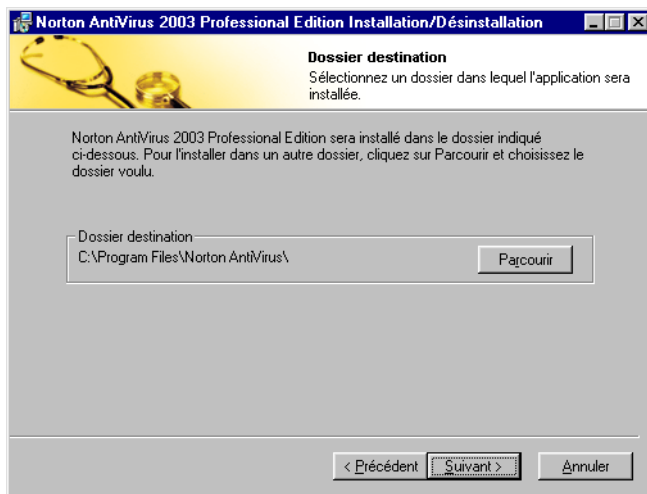 Norton AntiVirus 2003 Professional Edition Installation/Désinstallation
Dossier destination
Sélectionnez un dossier dans lequel l'application sera
installée.
Norton AntiVirus 2003 Professional Edition sera installé dans le dossier indiqué
ci-dessous. Pour l'installer dans un autre dossier, cliquez sur Parcourir et choisissez le
dossier voulu.
Dossier destination
C:\Program Files\Norton AntiVirus\
Parcourir
< Précédent
Suivant >
Annuler